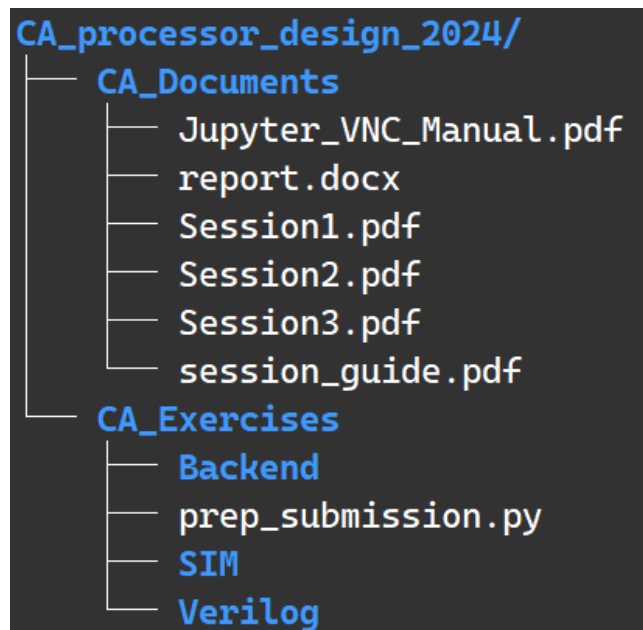 CA_processor_design_2024/
CA_Documents
Jupyter_VNC_Manual.pdf
report.docx
Session1.pdf
Session2.pdf
Session3.pdf
session_guide.pdf
CA_Exercises
Backend
prep_submission.py
SIM
Verilog